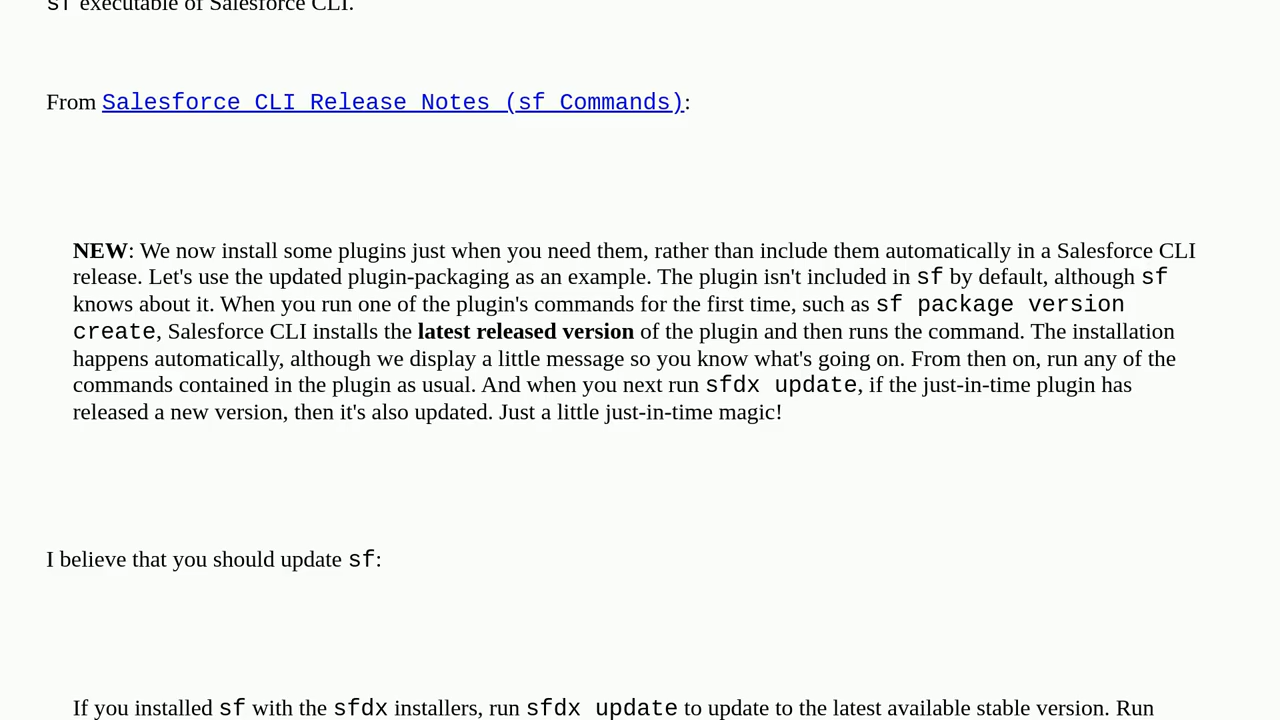 sf executable of Salesforce CLI.
From Salesforce CLI Release Notes (sf Commands):
NEW: We now install some plugins just when you need them, rather than include them automatically in a Salesforce CLI
release. Let's use the updated plugin-packaging as an example. The plugin isn't included in sf by default, although sf
knows about it. When you run one of the plugin's commands for the first time, such as sf package version
create, Salesforce CLI installs the latest released version of the plugin and then runs the command. The installation
happens automatically, although we display a little message so you know what's going on. From then on, run any of the
commands contained in the plugin as usual. And when you next run sfdx update, if the just-in-time plugin has
released a new version, then it's also updated. Just a little just-in-time magic!
I believe that you should update sf:
If you installed sf with the sfdx installers, run sfdx update to update to the latest available stable version. Run